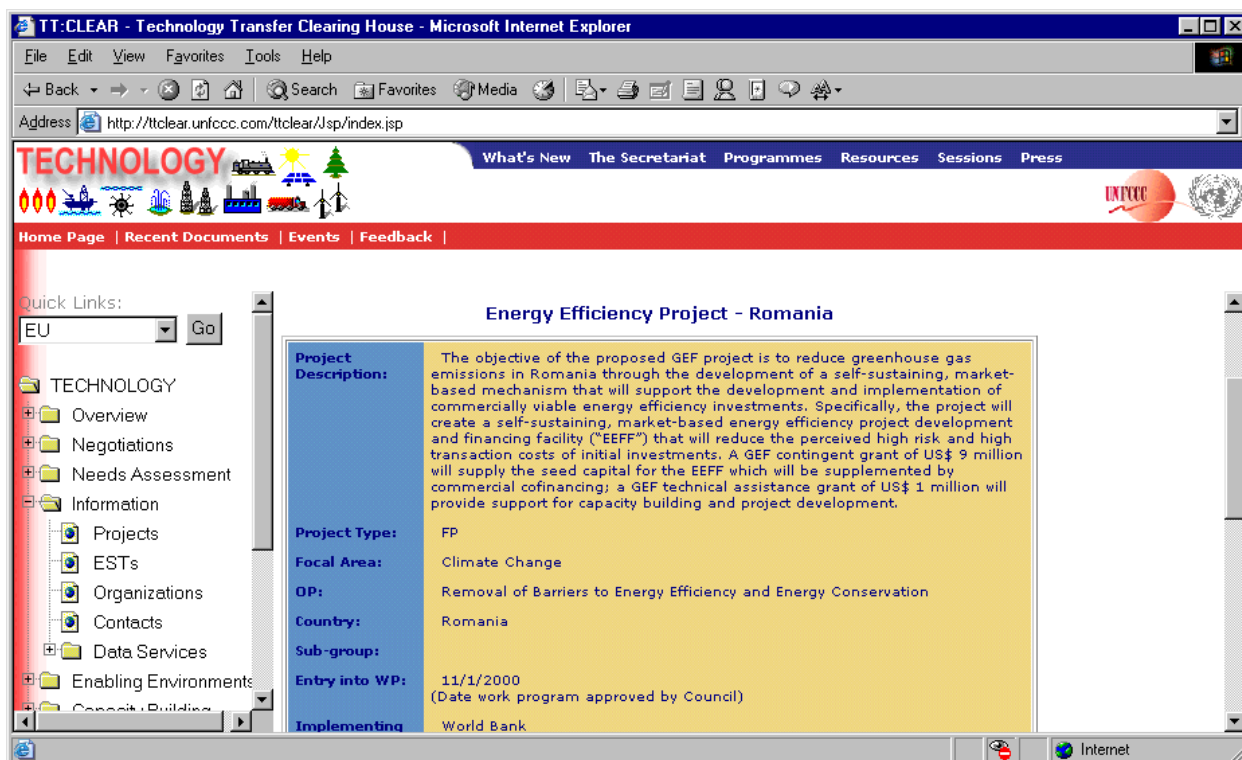 TT:CLEAR - Technology Transfer Clearing House - Microsoft Internet Explorer
File Edit View Favorites Tools Help
Back Search Favorites Media
Address http://ttclear.unfccc.com/ttclear/Jsp/index.jsp
TECHNOLOGY
What's New The Secretariat Programmes Resources Sessions Press
UNFCCC
Home Page | Recent Documents | Events | Feedback |
Quick Links:
EU Go
TECHNOLOGY
Overview
Negotiations
Needs Assessment
Information
Projects
ESTs
Organizations
Contacts
Data Services
Enabling Environments
Capacity Building
Energy Efficiency Project - Romania
Project Description:
The objective of the proposed GEF project is to reduce greenhouse gas
emissions in Romania through the development of a self-sustaining, market-
based mechanism that will support the development and implementation of
commercially viable energy efficiency investments. Specifically, the project will
create a self-sustaining, market-based energy efficiency project development
and financing facility ("EEFF") that will reduce the perceived high risk and high
transaction costs of initial investments. A GEF contingent grant of US$ 9 million
will supply the seed capital for the EEFF which will be supplemented by
commercial cofinancing; a GEF technical assistance grant of US$ 1 million will
provide support for capacity building and project development.
Project Type: FP
Focal Area: Climate Change
OP: Removal of Barriers to Energy Efficiency and Energy Conservation
Country: Romania
Sub-group:
Entry into WP: 11/1/2000
(Date work program approved by Council)
Implementing World Bank
Internet